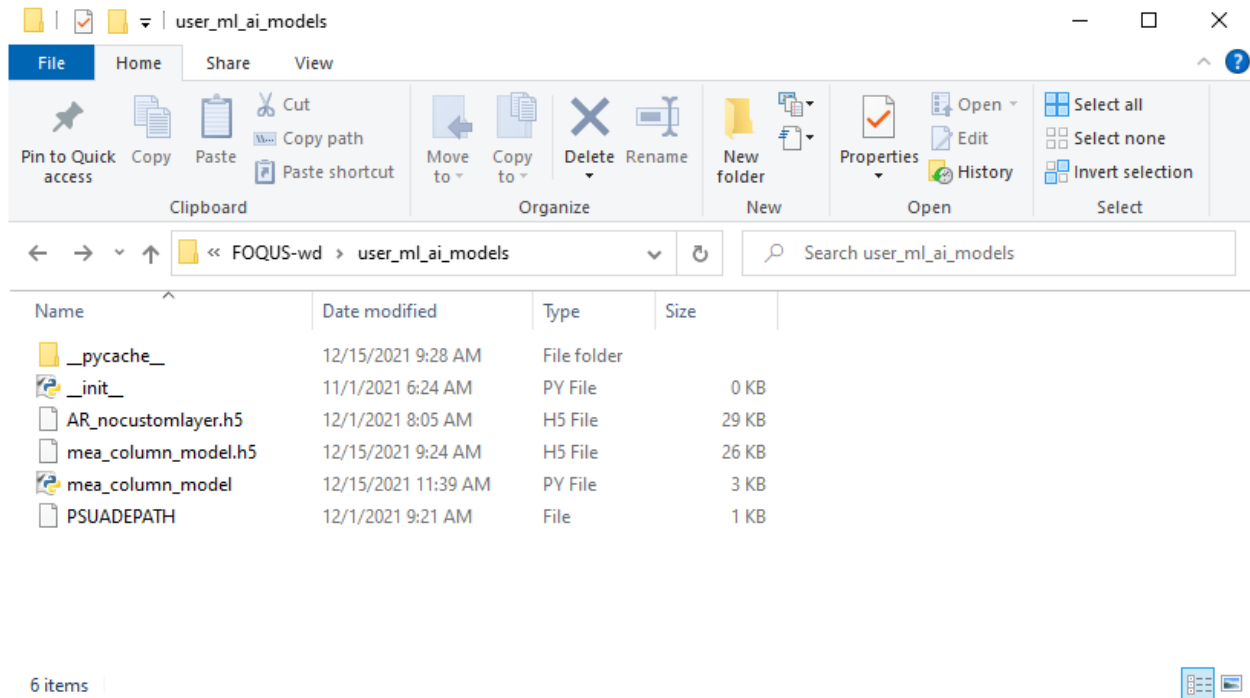 user_ml_ai_models
File Home Share View
Pin to Quick access
Copy
Paste
Cut
Copy path
Paste shortcut
Clipboard
Move to
Copy to
Delete
Rename
Organize
New folder
New
Properties
Open
Edit
History
Open
Select all
Select none
Invert selection
Select
« FOQUS-wd > user_ml_ai_models
Search user_ml_ai_models
Name Date modified Type Size
__pycache__ 12/15/2021 9:28 AM File folder
__init__ 11/1/2021 6:24 AM PY File 0 KB
AR_nocustomlayer.h5 12/1/2021 8:05 AM H5 File 29 KB
mea_column_model.h5 12/15/2021 9:24 AM H5 File 26 KB
mea_column_model 12/15/2021 11:39 AM PY File 3 KB
PSUADEPATH 12/1/2021 9:21 AM File 1 KB
6 items